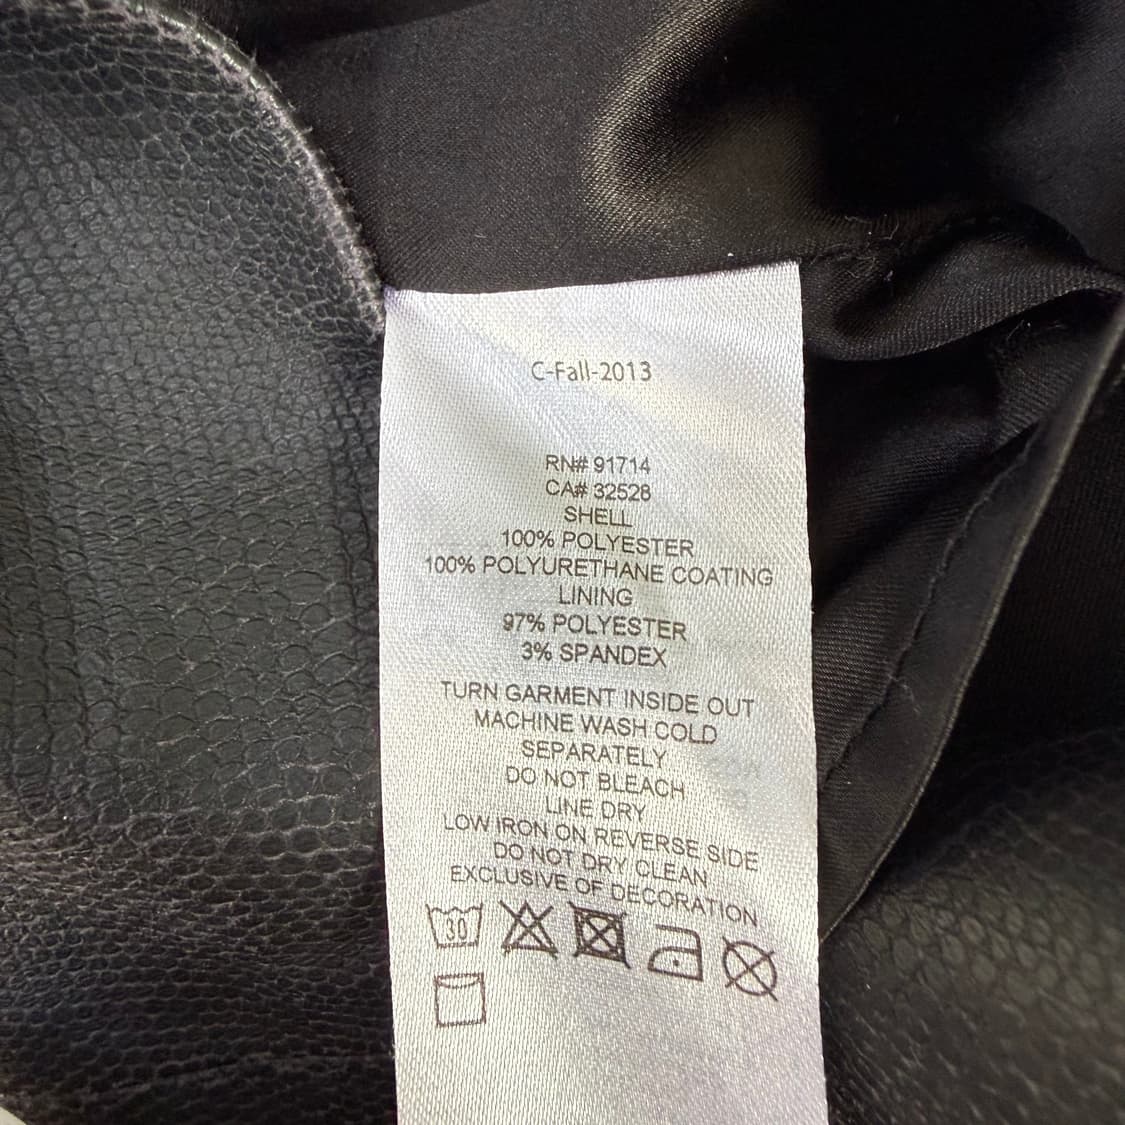 C-Fall-2013
RN# 91714
CA# 32528
SHELL
100% POLYESTER
100% POLYURETHANE COATING
LINING
97% POLYESTER
3% SPANDEX
TURN GARMENT INSIDE OUT
MACHINE WASH COLD
SEPARATELY
DO NOT BLEACH
LINE DRY
LOW IRON ON REVERSE SIDE
DO NOT DRY CLEAN
EXCLUSIVE OF DECORATION
30